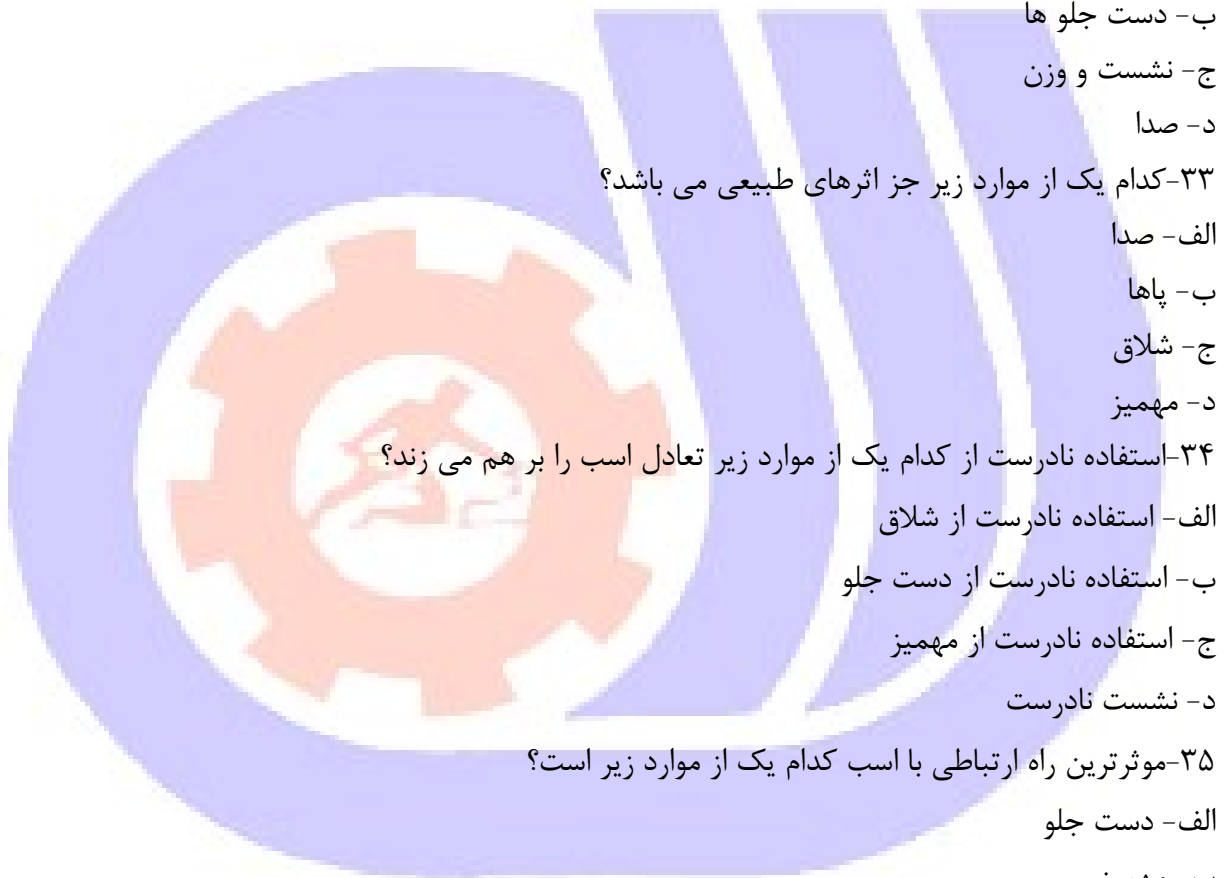 ب- دست جلو ها
ج- نشست و وزن
د- صدا
۳۳-کدام یک از موارد زیر جز اثرهای طبیعی می باشد؟
الف- صدا
ب- پاها
ج- شلاق
د- مهمیز
۳۴-استفاده نادرست از کدام یک از موارد زیر تعادل اسب را بر هم می زند؟
الف- استفاده نادرست از شلاق
ب- استفاده نادرست از دست جلو
ج- استفاده نادرست از مهمیز
د- نشست نادرست
۳۵-موثرترین راه ارتباطی با اسب کدام یک از موارد زیر است؟
الف- دست جلو